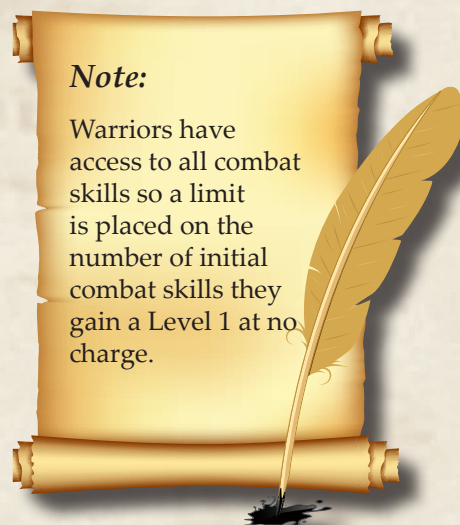 Note:
Warriors have
access to all combat
skills so a limit
is placed on the
number of initial
combat skills they
gain a Level 1 at no
charge.